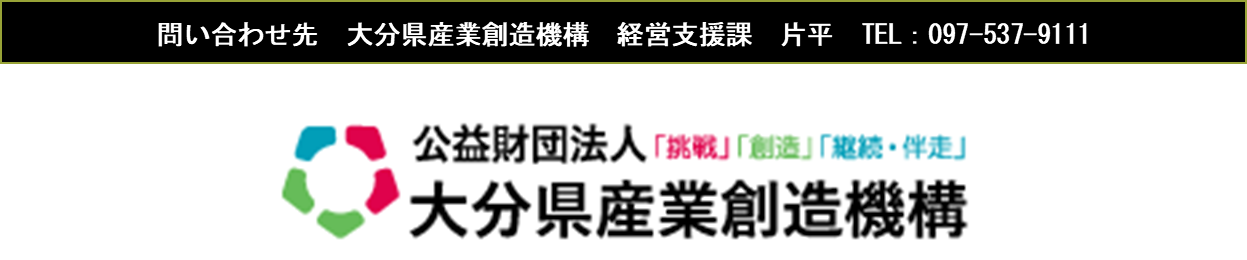 問い合わせ先　大分県産業創造機構　経営支援課　片平　TEL：097-537-9111
公益財団法人「挑戦」「創造」「継続・伴走」
大分県産業創造機構